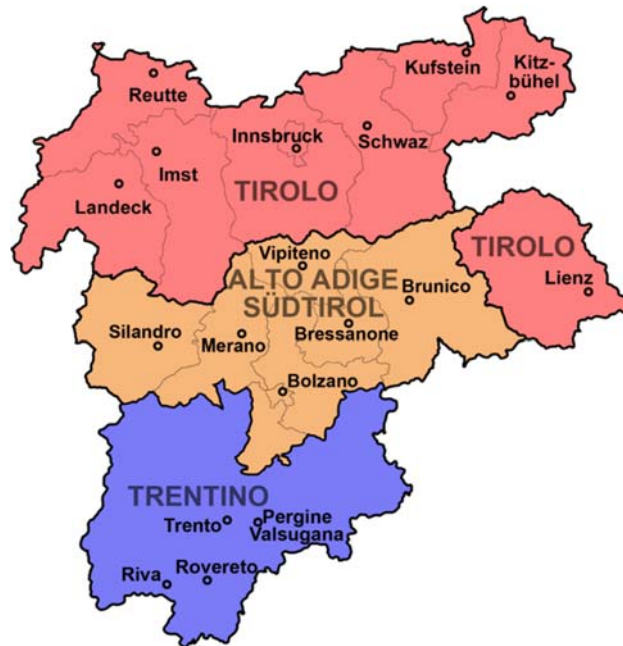 Kufstein
Kitz-
bühel
Reutte
Innsbruck
Schwaz
Imst
Landeck
TIROLO
TIROLO
Vipiteno
ALTO ADIGE
SÜDTIROL
Lienz
Brunico
Silandro
Merano
Bressanone
Bolzano
TRENTINO
Trento
Pergine
Valsugana
Riva
Rovereto